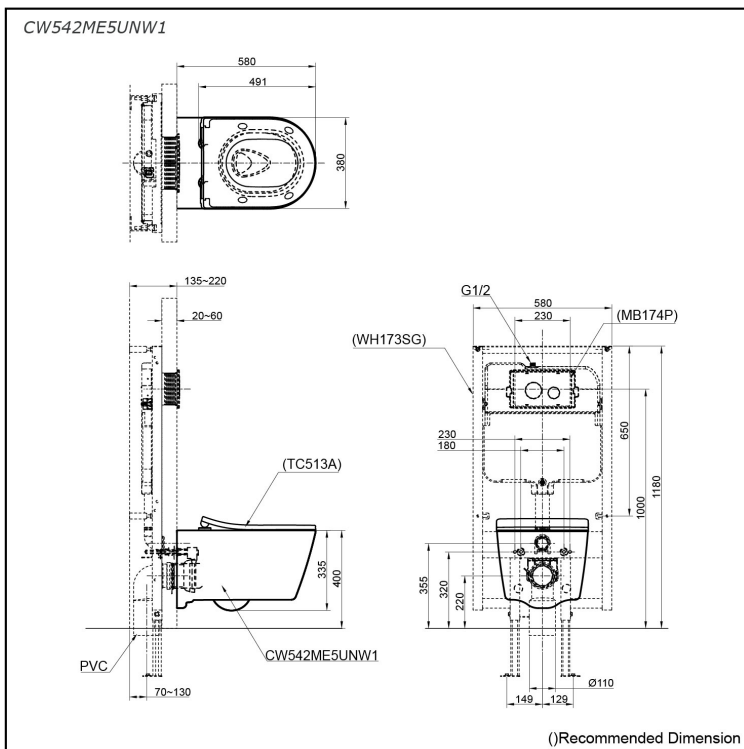 CW542ME5UNW1
580
491
380
135~220
20~60
(TC513A)
335
400
CW542ME5UNW1
PVC
70~130
G1/2
580
230
(MB174P)
(WH173SG)
230
180
650
1000
1180
355
320
220
Ø110
149
129
()Recommended Dimension